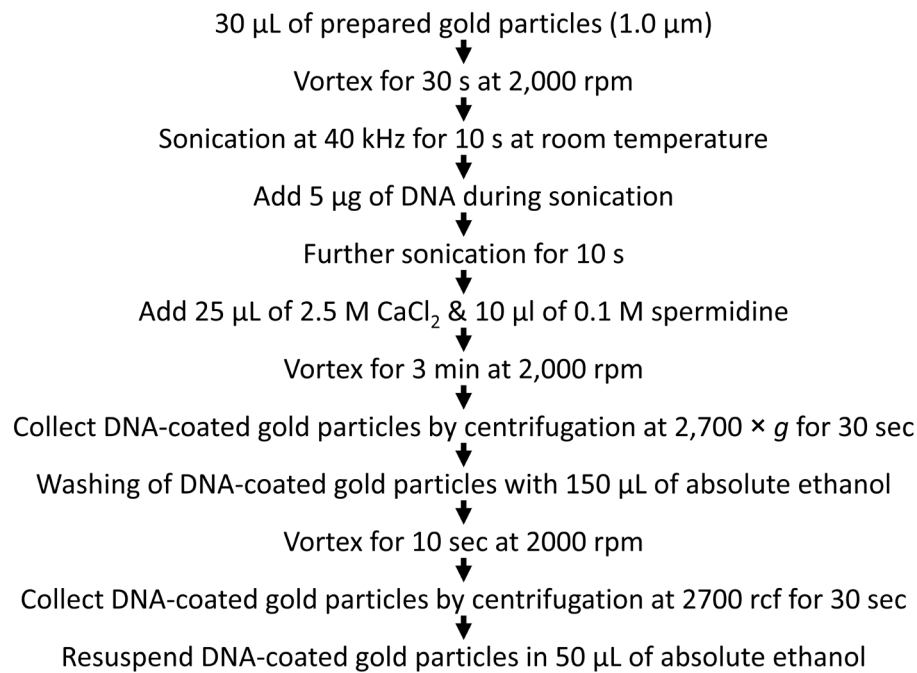 30 µL of prepared gold particles (1.0 µm)
Vortex for 30 s at 2,000 rpm
Sonication at 40 kHz for 10 s at room temperature
Add 5 µg of DNA during sonication
Further sonication for 10 s
Add 25 µL of 2.5 M CaCl₂ & 10 µl of 0.1 M spermidine
Vortex for 3 min at 2,000 rpm
Collect DNA-coated gold particles by centrifugation at 2,700 × g for 30 sec
Washing of DNA-coated gold particles with 150 µL of absolute ethanol
Vortex for 10 sec at 2000 rpm
Collect DNA-coated gold particles by centrifugation at 2700 rcf for 30 sec
Resuspend DNA-coated gold particles in 50 µL of absolute ethanol